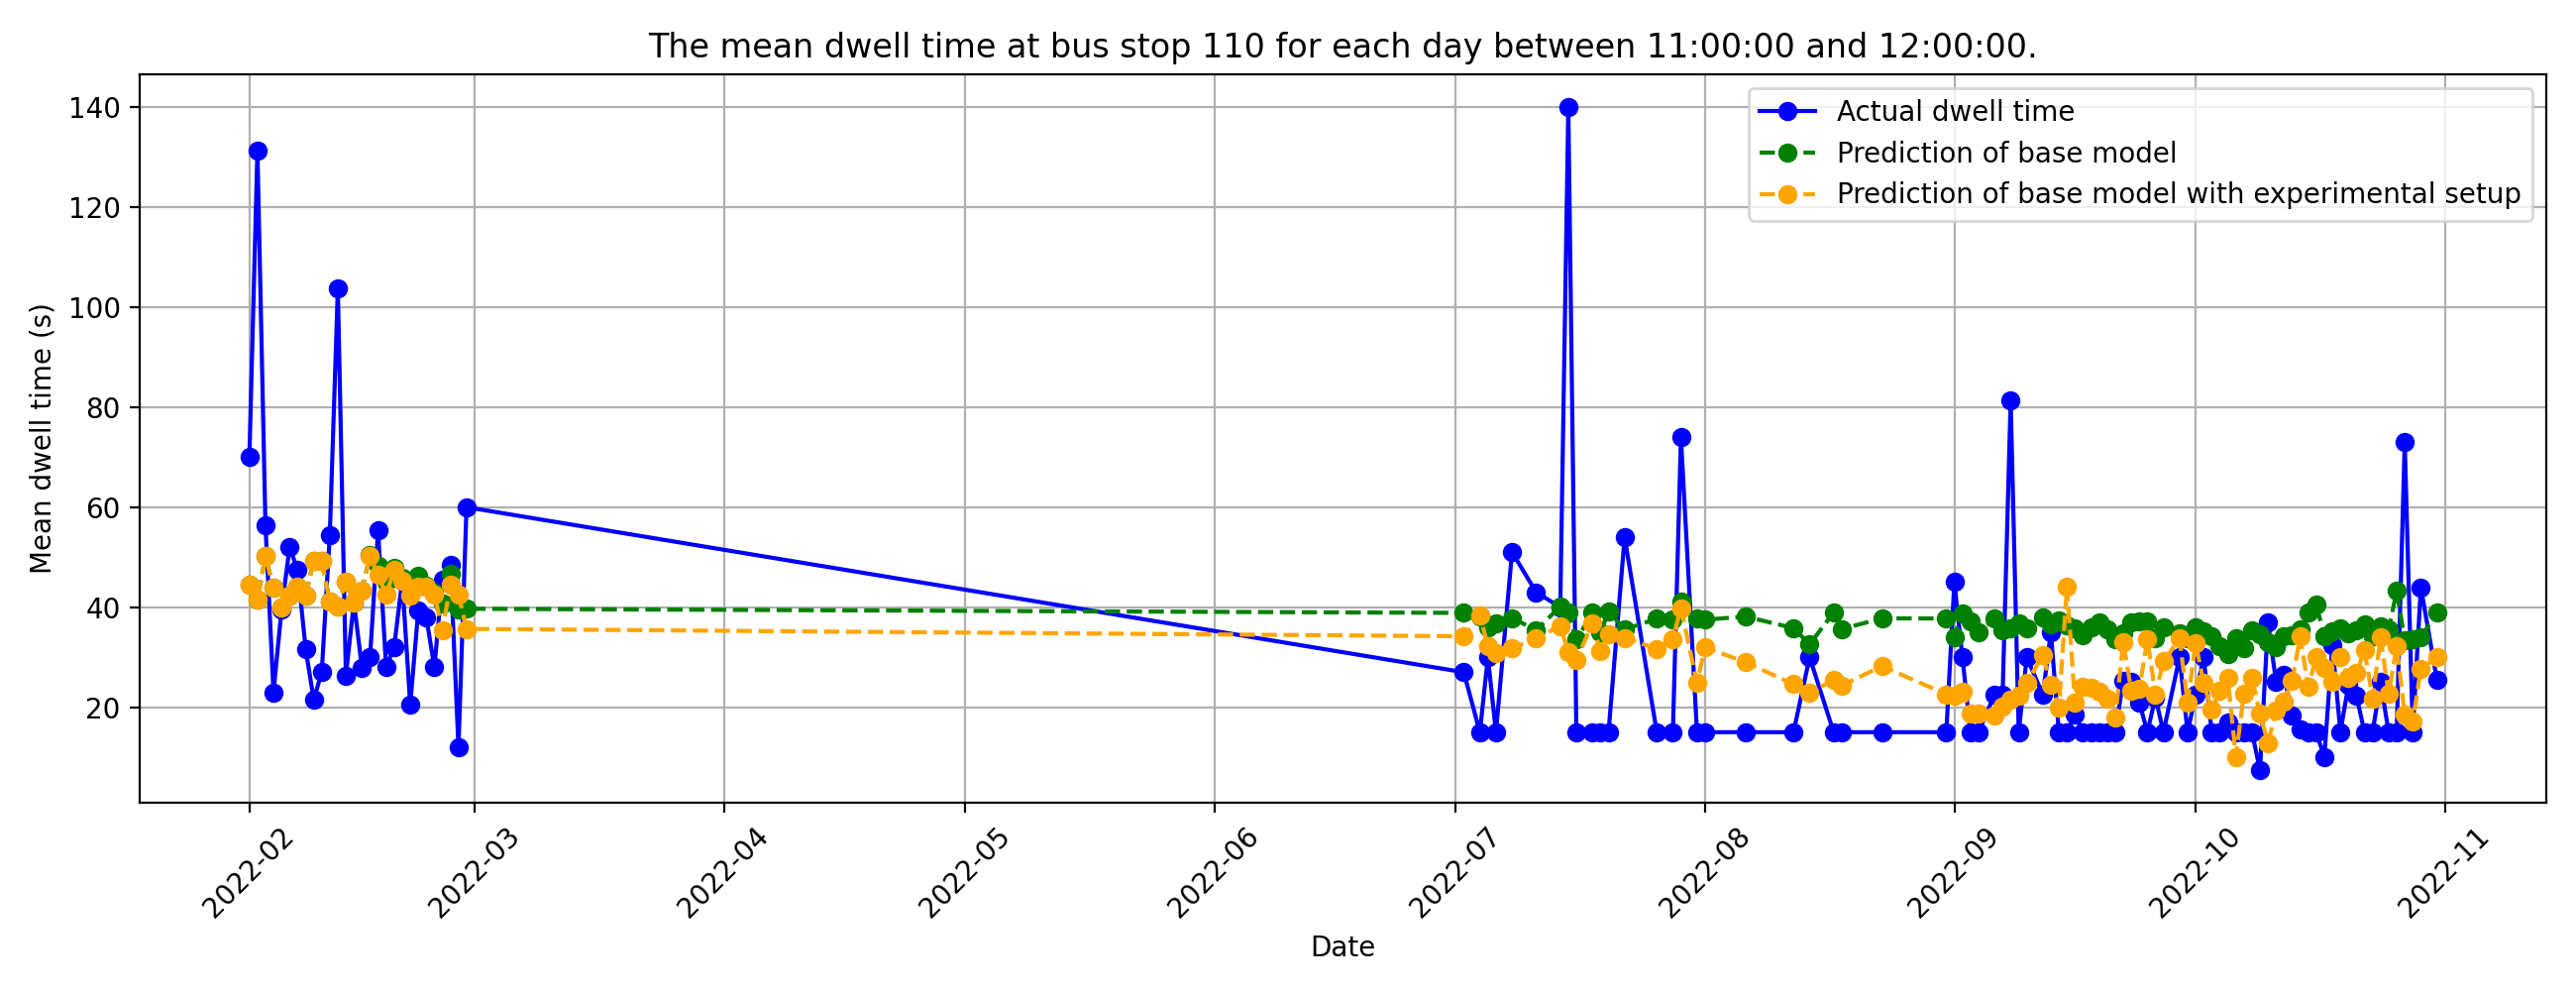 The mean dwell time at bus stop 110 for each day between 11:00:00 and 12:00:00.
Actual dwell time
Prediction of base model
Prediction of base model with experimental setup
Mean dwell time (s)
140
120
100
80
60
40
20
2022-02
2022-03
2022-04
2022-05
2022-06
2022-07
2022-08
2022-09
2022-10
2022-11
Date